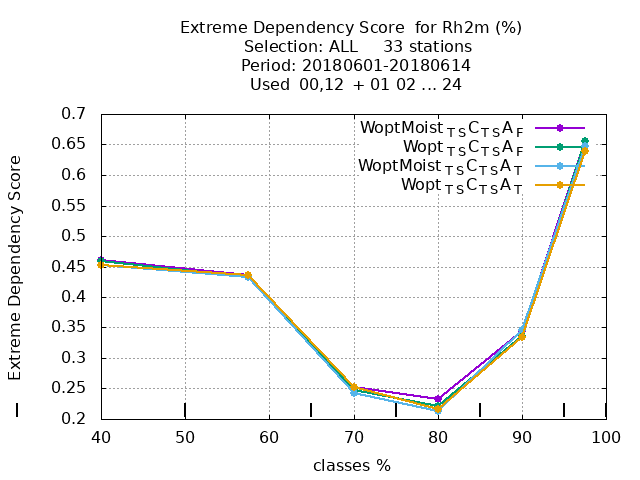 Extreme Dependency Score for Rh2m (%)
Selection: ALL 33 stations
Period: 20180601-20180614
Used 00,12 + 01 02 ... 24
Extreme Dependency Score
0.7
0.65
0.6
0.55
0.5
0.45
0.4
0.35
0.3
0.25
0.2
WoptMoist TS C TS A F
Wopt TS C TS A F
WoptMoist TS C TS A T
Wopt TS C TS A T
40 50 60 70 80 90 100
classes %